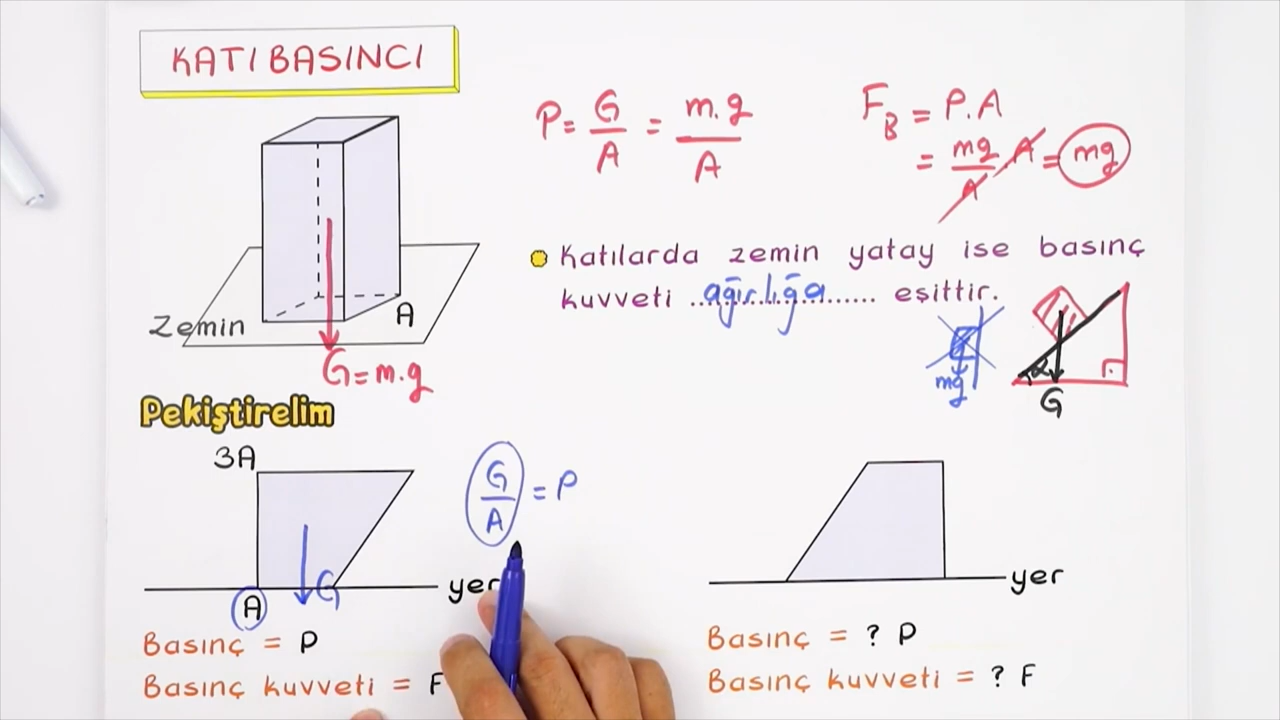 KATI BASINCI
P = G/A = m.g/A
F_B = P.A
= mg/A . A = mg
Katılarda zemin yatay ise basınç
kuvveti ...ağırlığa... eşittir.
Zemin
A
G = m.g
mg
α
G
Pekiştirelim
3A
G/A = P
G
A
yer
Basınç = P
Basınç kuvveti = F
yer
Basınç = ? P
Basınç kuvveti = ? F